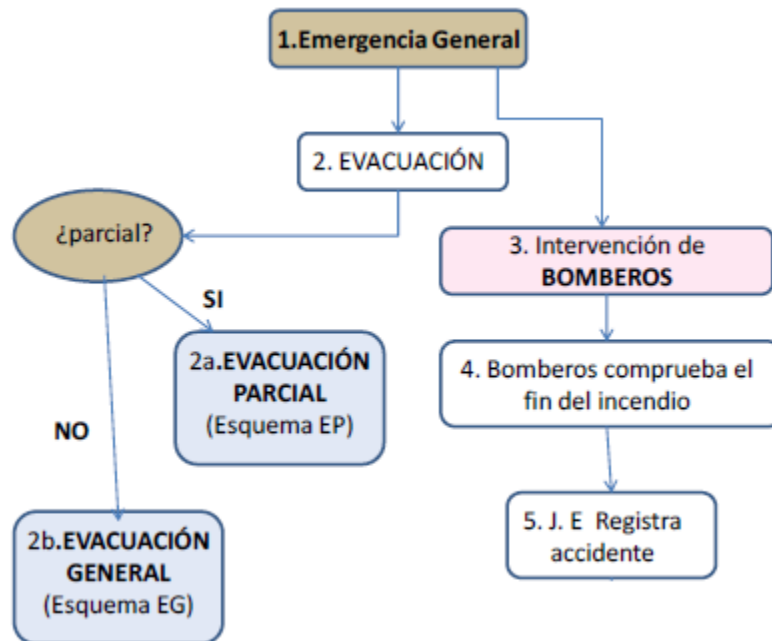 1.Emergencia General
2. EVACUACIÓN
¿parcial?
3. Intervención de
BOMBEROS
SI
2a.EVACUACIÓN
PARCIAL
(Esquema EP)
4. Bomberos comprueba el
fin del incendio
NO
2b.EVACUACIÓN
GENERAL
(Esquema EG)
5. J. E Registra
accidente